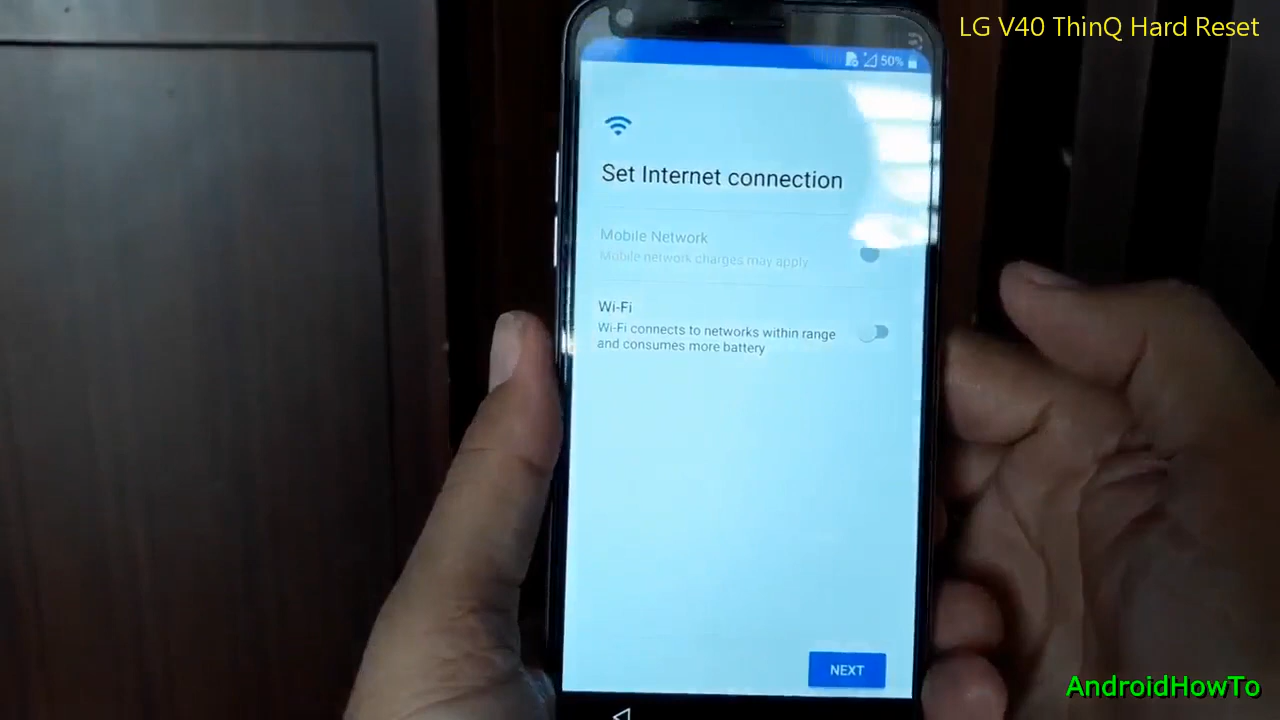 LG V40 ThinQ Hard Reset
50%
Set Internet connection
Mobile Network
Mobile network charges may apply
Wi-Fi
Wi-Fi connects to networks within range
and consumes more battery
NEXT
AndroidHowTo